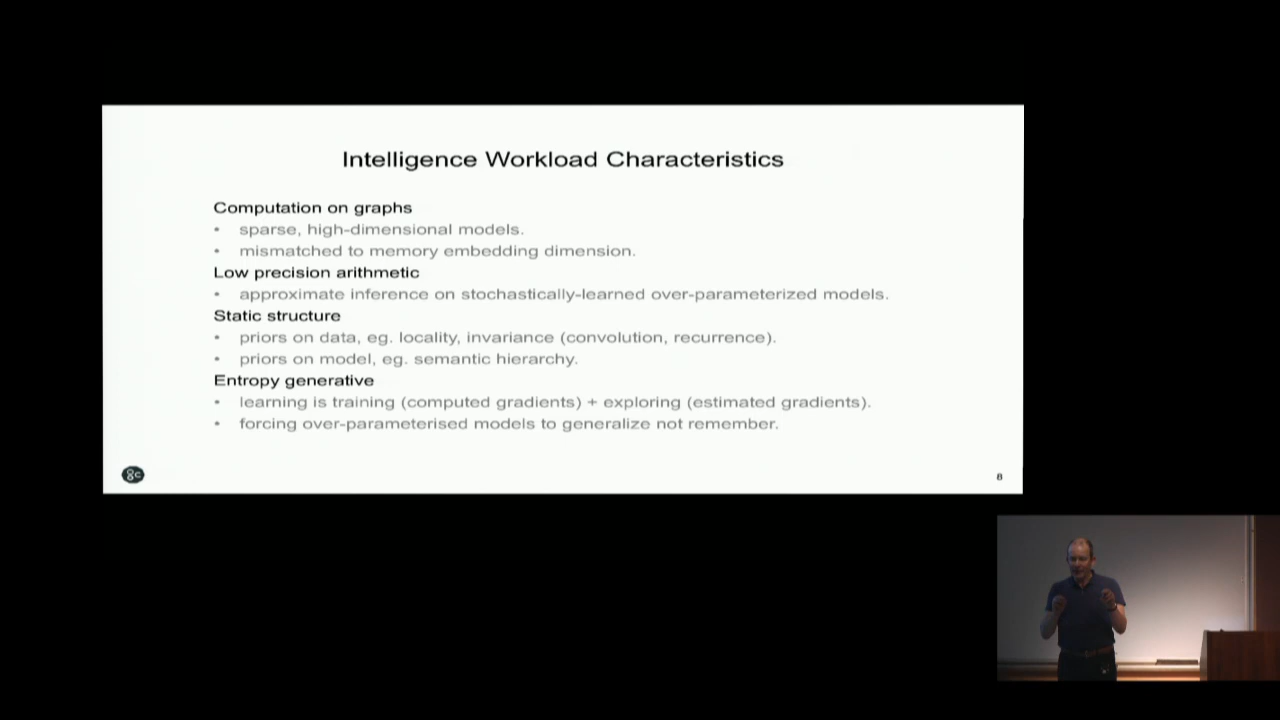 Intelligence Workload Characteristics
Computation on graphs
• sparse, high-dimensional models.
• mismatched to memory embedding dimension.
Low precision arithmetic
• approximate inference on stochastically-learned over-parameterized models.
Static structure
• priors on data, eg. locality, invariance (convolution, recurrence).
• priors on model, eg. semantic hierarchy.
Entropy generative
• learning is training (computed gradients) + exploring (estimated gradients).
• forcing over-parameterised models to generalize not remember.
gc
8